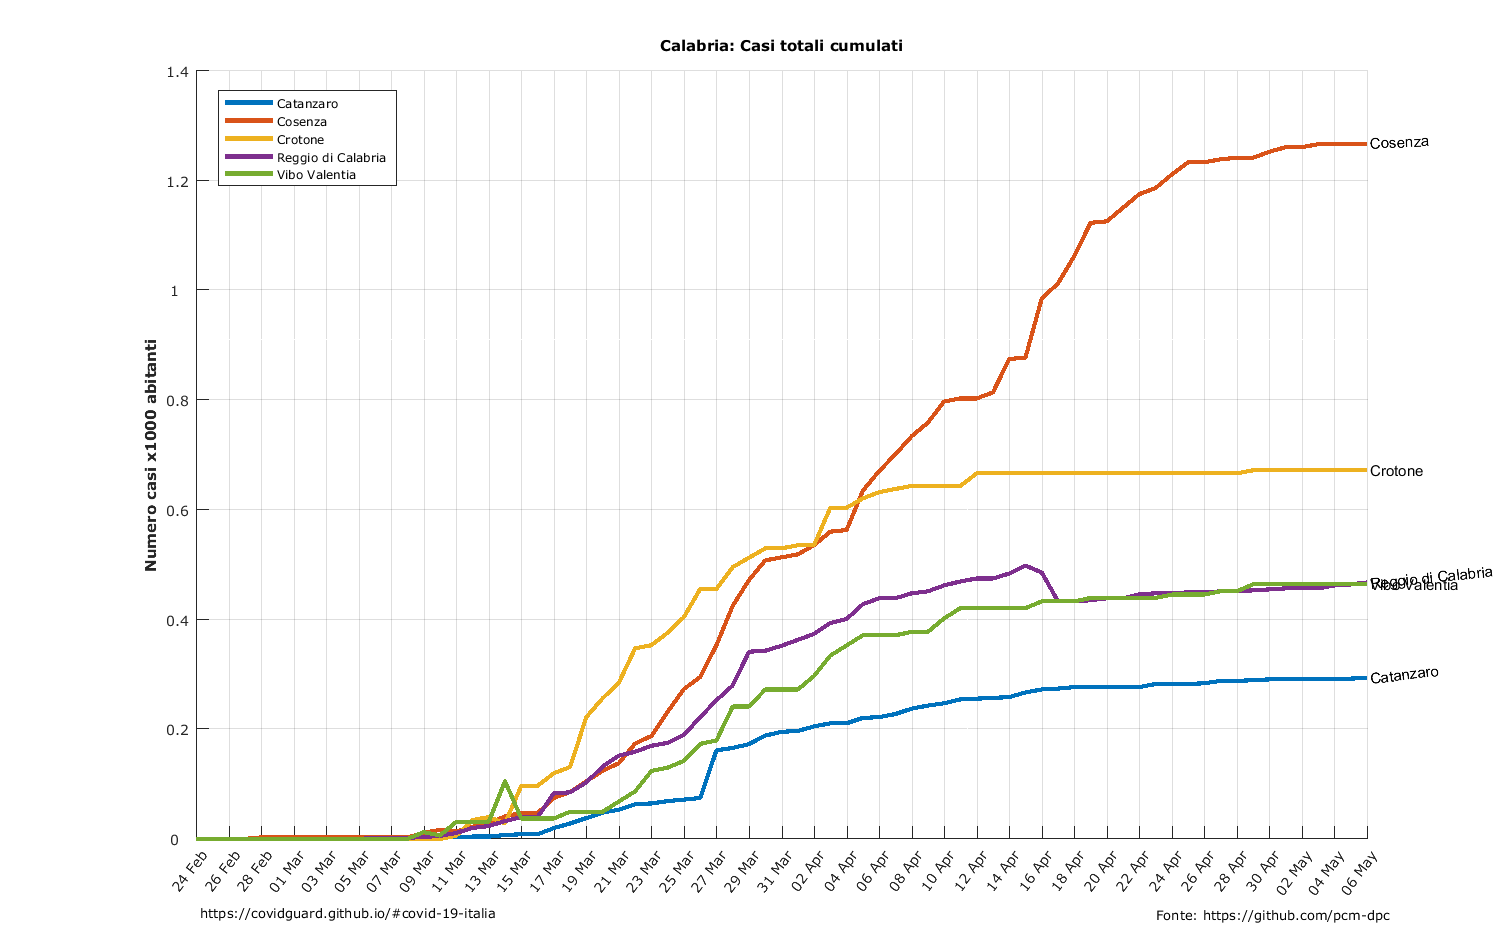 Calabria: Casi totali cumulati
Numero casi x1000 abitanti
1.4
1.2
1
0.8
0.6
0.4
0.2
0
Catanzaro
Cosenza
Crotone
Reggio di Calabria
Vibo Valentia
Cosenza
Crotone
Reggio di Calabria
Vibo Valentia
Catanzaro
24 Feb
26 Feb
28 Feb
01 Mar
03 Mar
05 Mar
07 Mar
09 Mar
11 Mar
13 Mar
15 Mar
17 Mar
19 Mar
21 Mar
23 Mar
25 Mar
27 Mar
29 Mar
31 Mar
02 Apr
04 Apr
06 Apr
08 Apr
10 Apr
12 Apr
14 Apr
16 Apr
18 Apr
20 Apr
22 Apr
24 Apr
26 Apr
28 Apr
30 Apr
02 May
04 May
06 May
https://covidguard.github.io/#covid-19-italia
Fonte: https://github.com/pcm-dpc